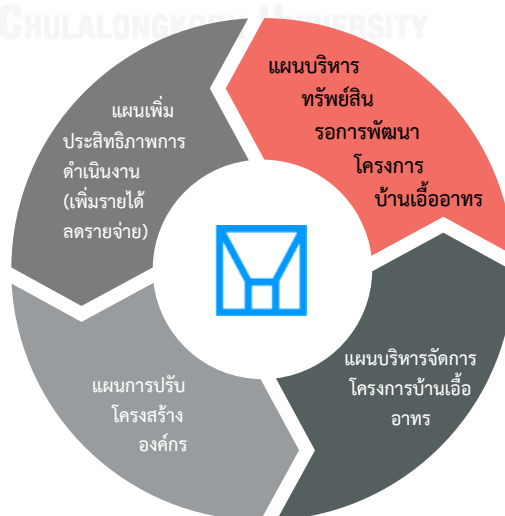 CHULALONGKORN UNIVERSITY
แผนบริหาร
ทรัพย์สิน
รอการพัฒนา
โครงการ
บ้านเอื้ออาทร
แผนบริหารจัดการ
โครงการบ้านเอื้อ
อาทร
แผนการปรับ
โครงสร้าง
องค์กร
แผนเพิ่ม
ประสิทธิภาพการ
ดำเนินงาน
(เพิ่มรายได้
ลดรายจ่าย)